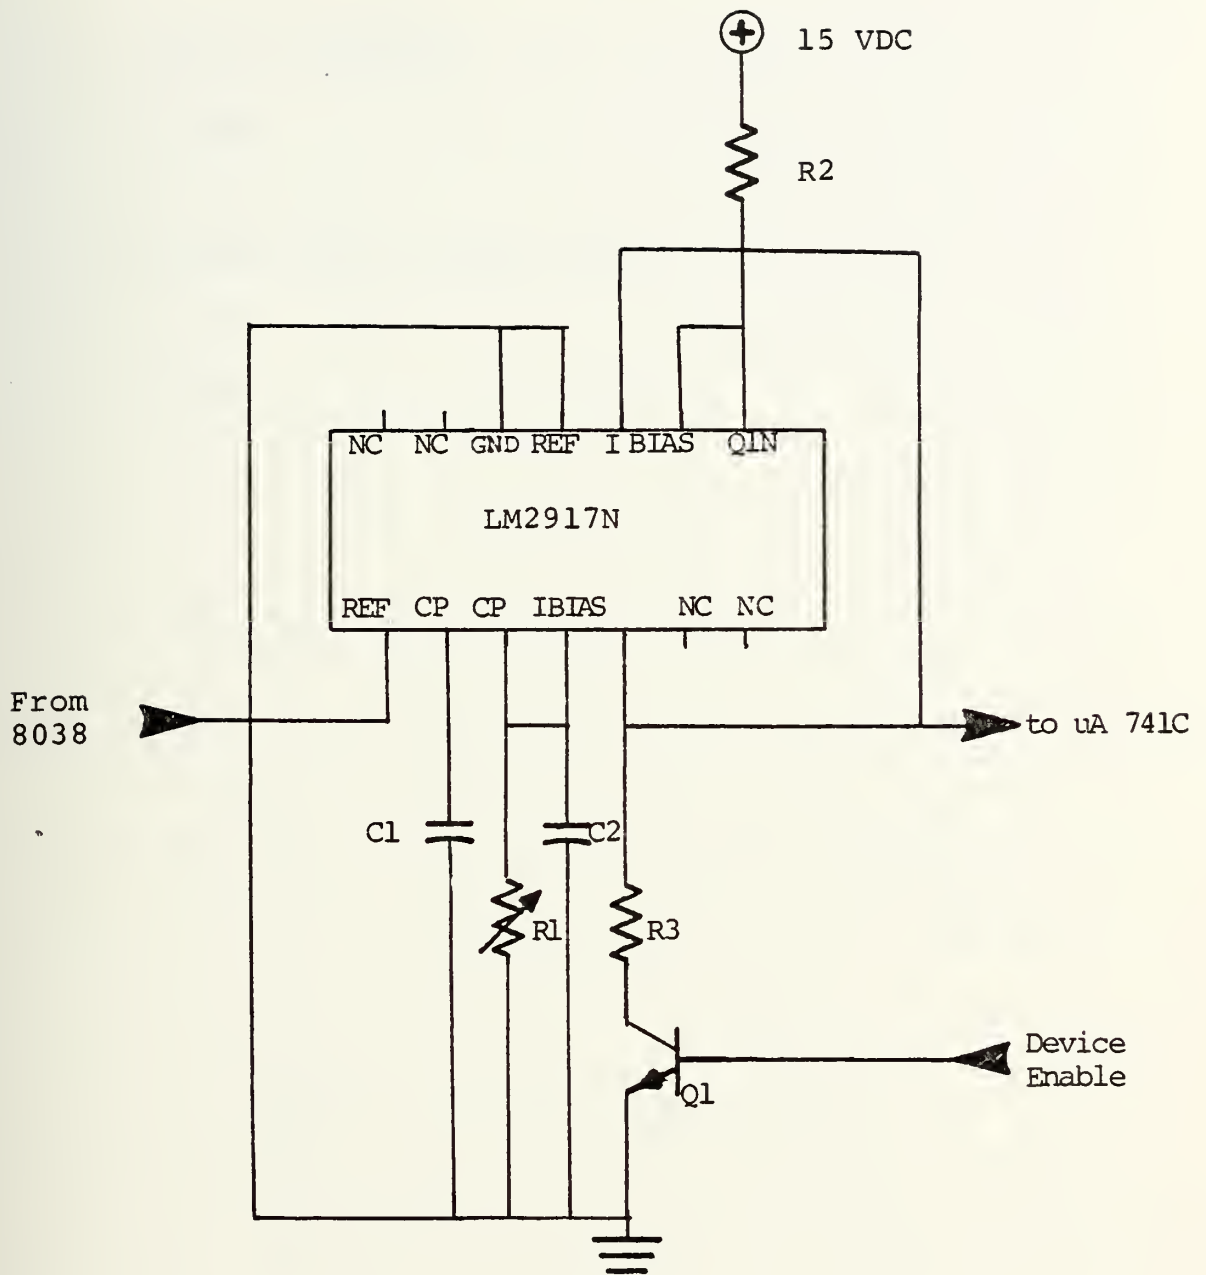 15 VDC
R2
NC NC GND REF I BIAS QIN
LM2917N
REF CP CP IBIAS NC NC
From
8038
to uA 741C
C1
C2
R1
R3
Device
Enable
Q1